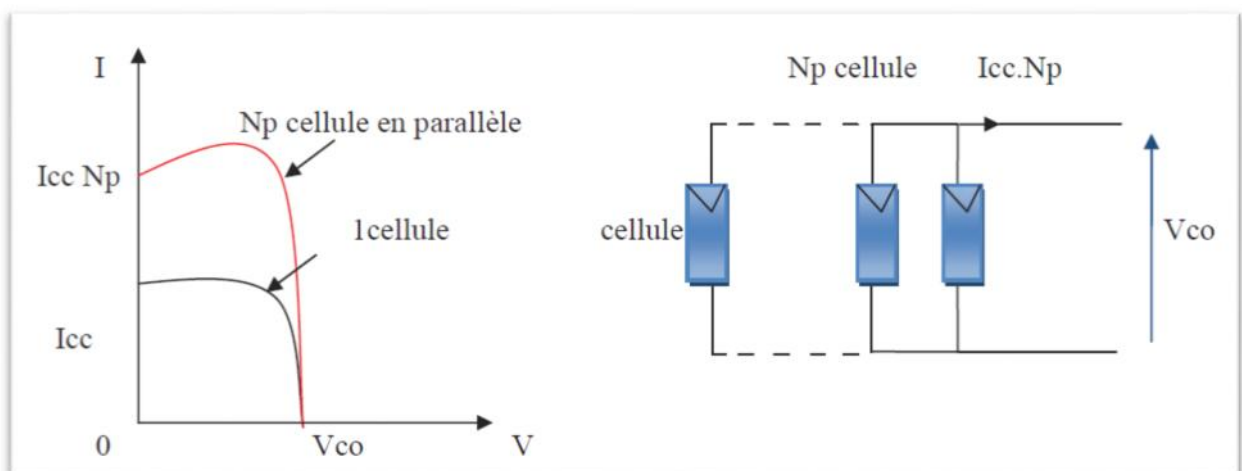 I
Np cellule en parallèle
Icc Np
1cellule
Icc
0
Vco
V
Np cellule
Icc.Np
cellule
Vco